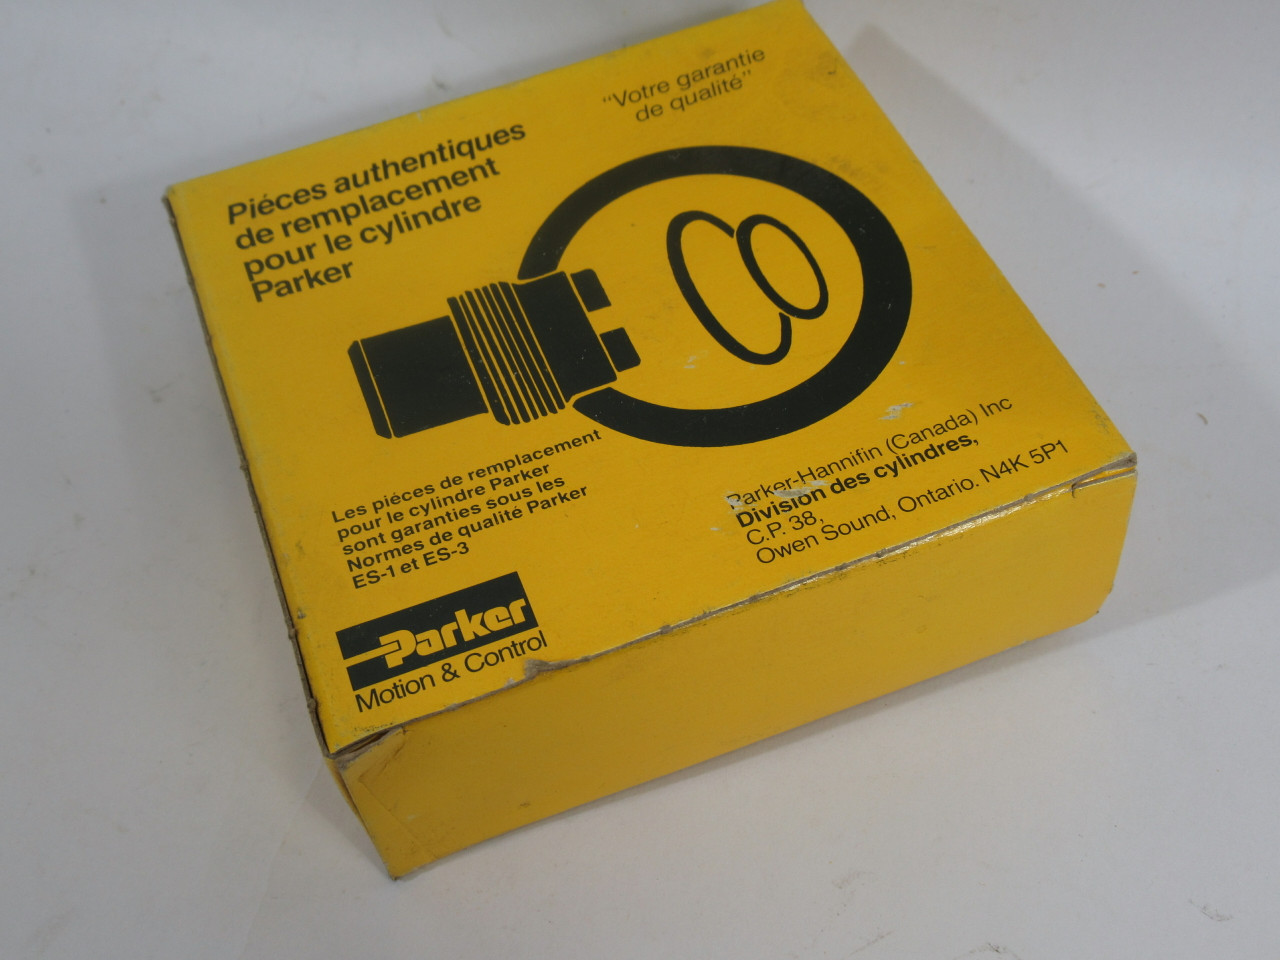 "Votre garantie
de qualité"
Piéces authentiques
de remplacement
pour le cylindre
Parker
Les piéces de remplacement
pour le cylindre Parker
sont garanties sous les
Normes de qualité Parker
ES-1 et ES-3
Parker-Hannifin (Canada) Inc
Division des cylindres,
C.P. 38,
Owen Sound, Ontario. N4K 5P1
Parker
Motion & Control